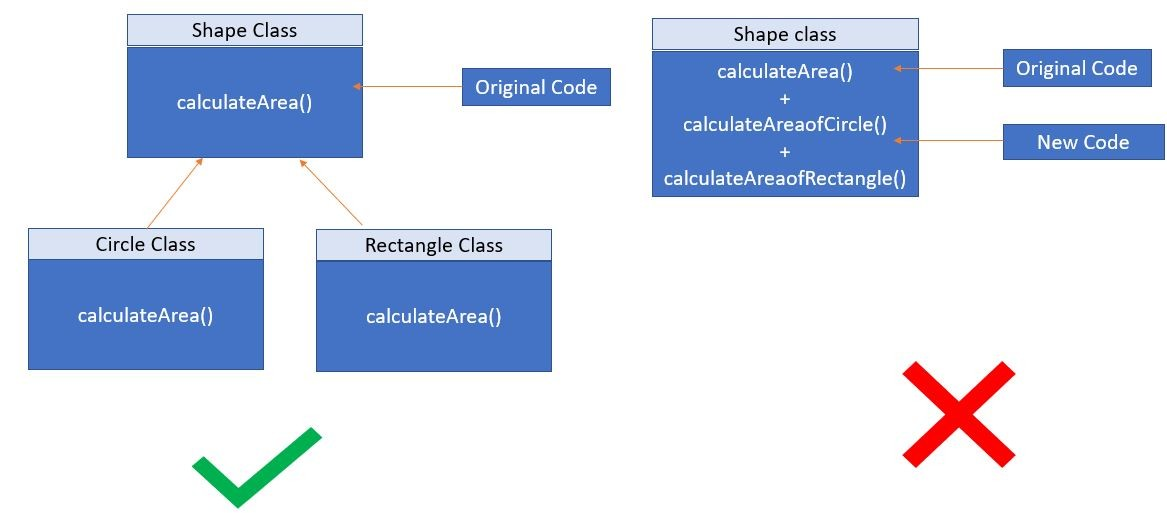 Shape Class
calculateArea()
Original Code
Circle Class
calculateArea()
Rectangle Class
calculateArea()
Shape class
calculateArea()
+
calculateAreaofCircle()
+
calculateAreaofRectangle()
Original Code
New Code